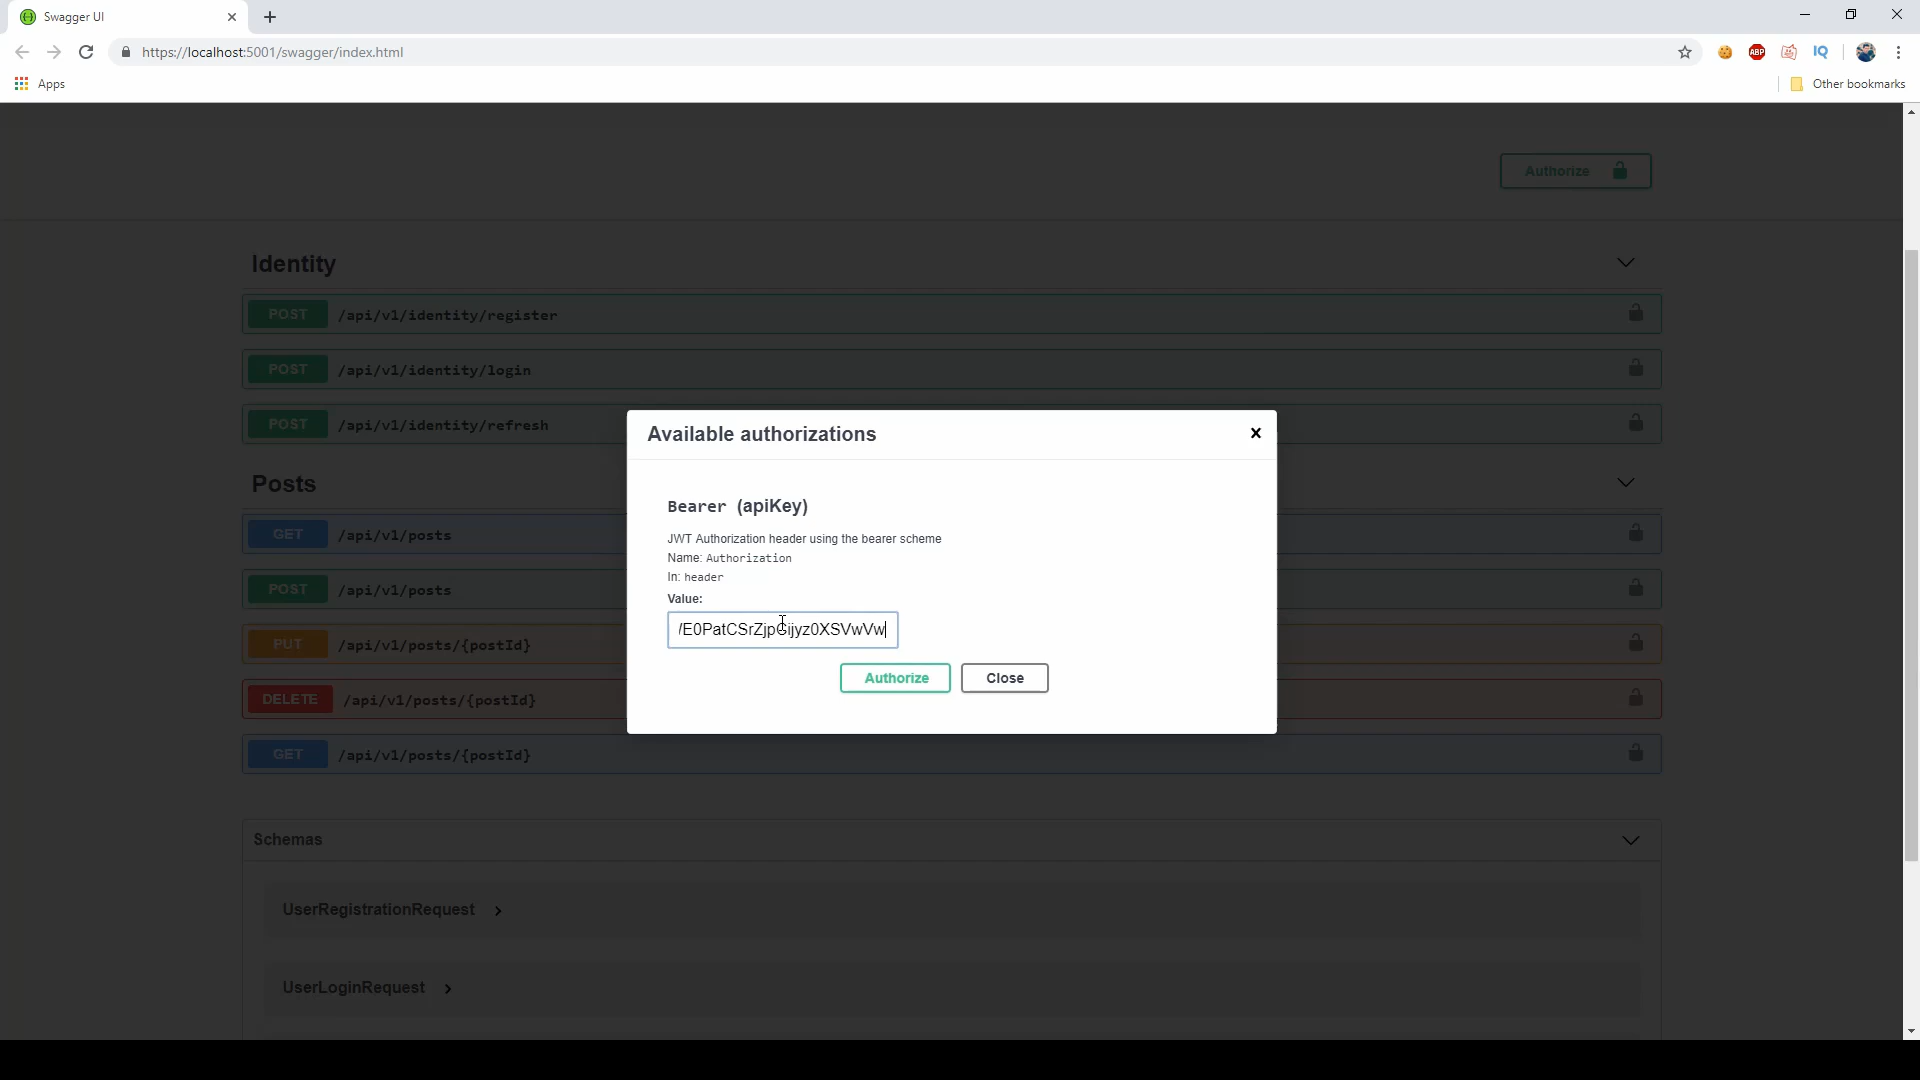 Swagger UI
https://localhost:5001/swagger/index.html
ABP
IQ
Apps
Other bookmarks
Authorize
Identity
POST /api/v1/identity/register
POST /api/v1/identity/login
POST /api/v1/identity/refresh
Posts
GET /api/v1/posts
POST /api/v1/posts
PUT /api/v1/posts/{postId}
DELETE /api/v1/posts/{postId}
GET /api/v1/posts/{postId}
Available authorizations
Bearer (apiKey)
JWT Authorization header using the bearer scheme
Name: Authorization
In: header
Value:
Authorize
Close
Schemas
UserRegistrationRequest
UserLoginRequest